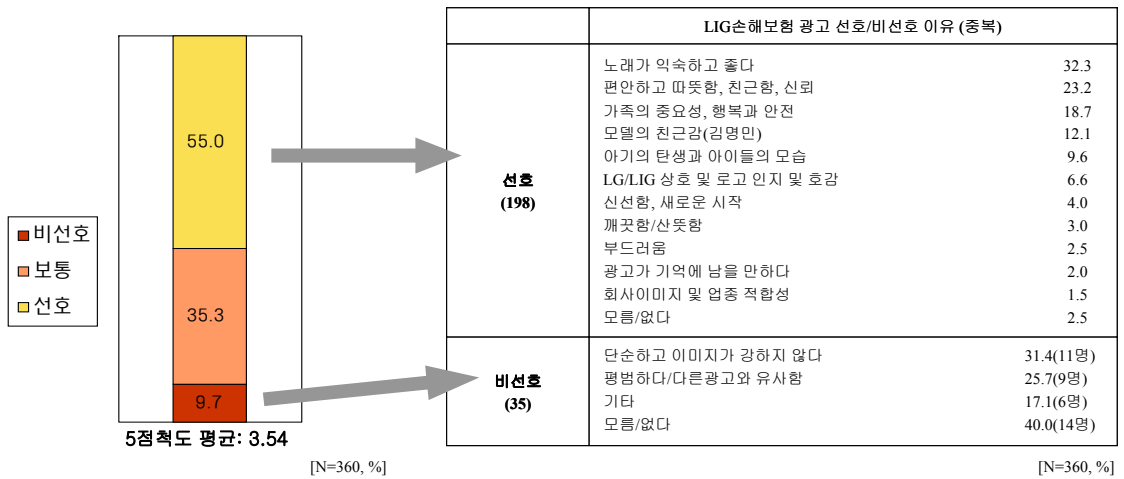 비선호
보통
선호
55.0
35.3
9.7
5점척도 평균: 3.54
[N=360, %]
LIG손해보험 광고 선호/비선호 이유 (중복)
선호
(198)
노래가 익숙하고 좋다 32.3
편안하고 따뜻함, 친근함, 신뢰 23.2
가족의 중요성, 행복과 안전 18.7
모델의 친근감(김명민) 12.1
아기의 탄생과 아이들의 모습 9.6
LG/LIG 상호 및 로고 인지 및 호감 6.6
신선함, 새로운 시작 4.0
깨끗함/산뜻함 3.0
부드러움 2.5
광고가 기억에 남을 만하다 2.0
회사이미지 및 업종 적합성 1.5
모름/없다 2.5
비선호
(35)
단순하고 이미지가 강하지 않다 31.4(11명)
평범하다/다른광고와 유사함 25.7(9명)
기타 17.1(6명)
모름/없다 40.0(14명)
[N=360, %]